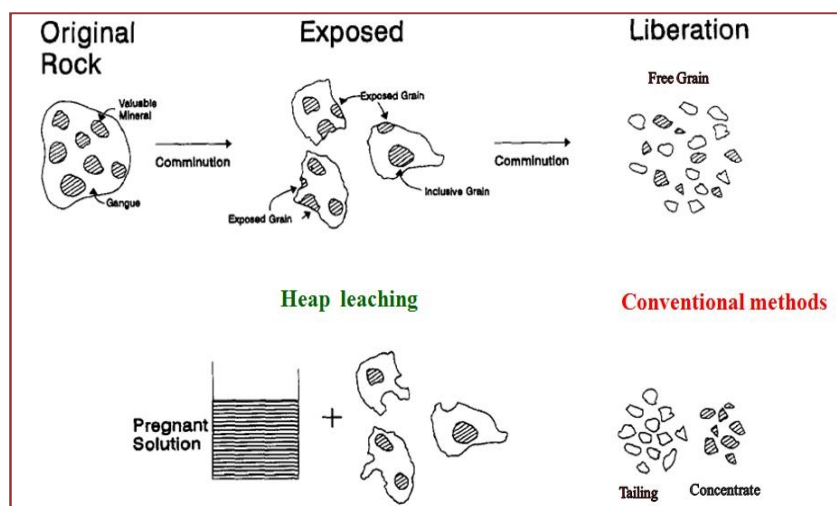 Original
Rock
Exposed
Liberation
Free Grain
Valuable
Mineral
Exposed Grain
Comminution
Comminution
Inclusive Grain
Gangue
Exposed Grain
Heap leaching
Conventional methods
Pregnant
Solution
+
Tailing
Concentrate